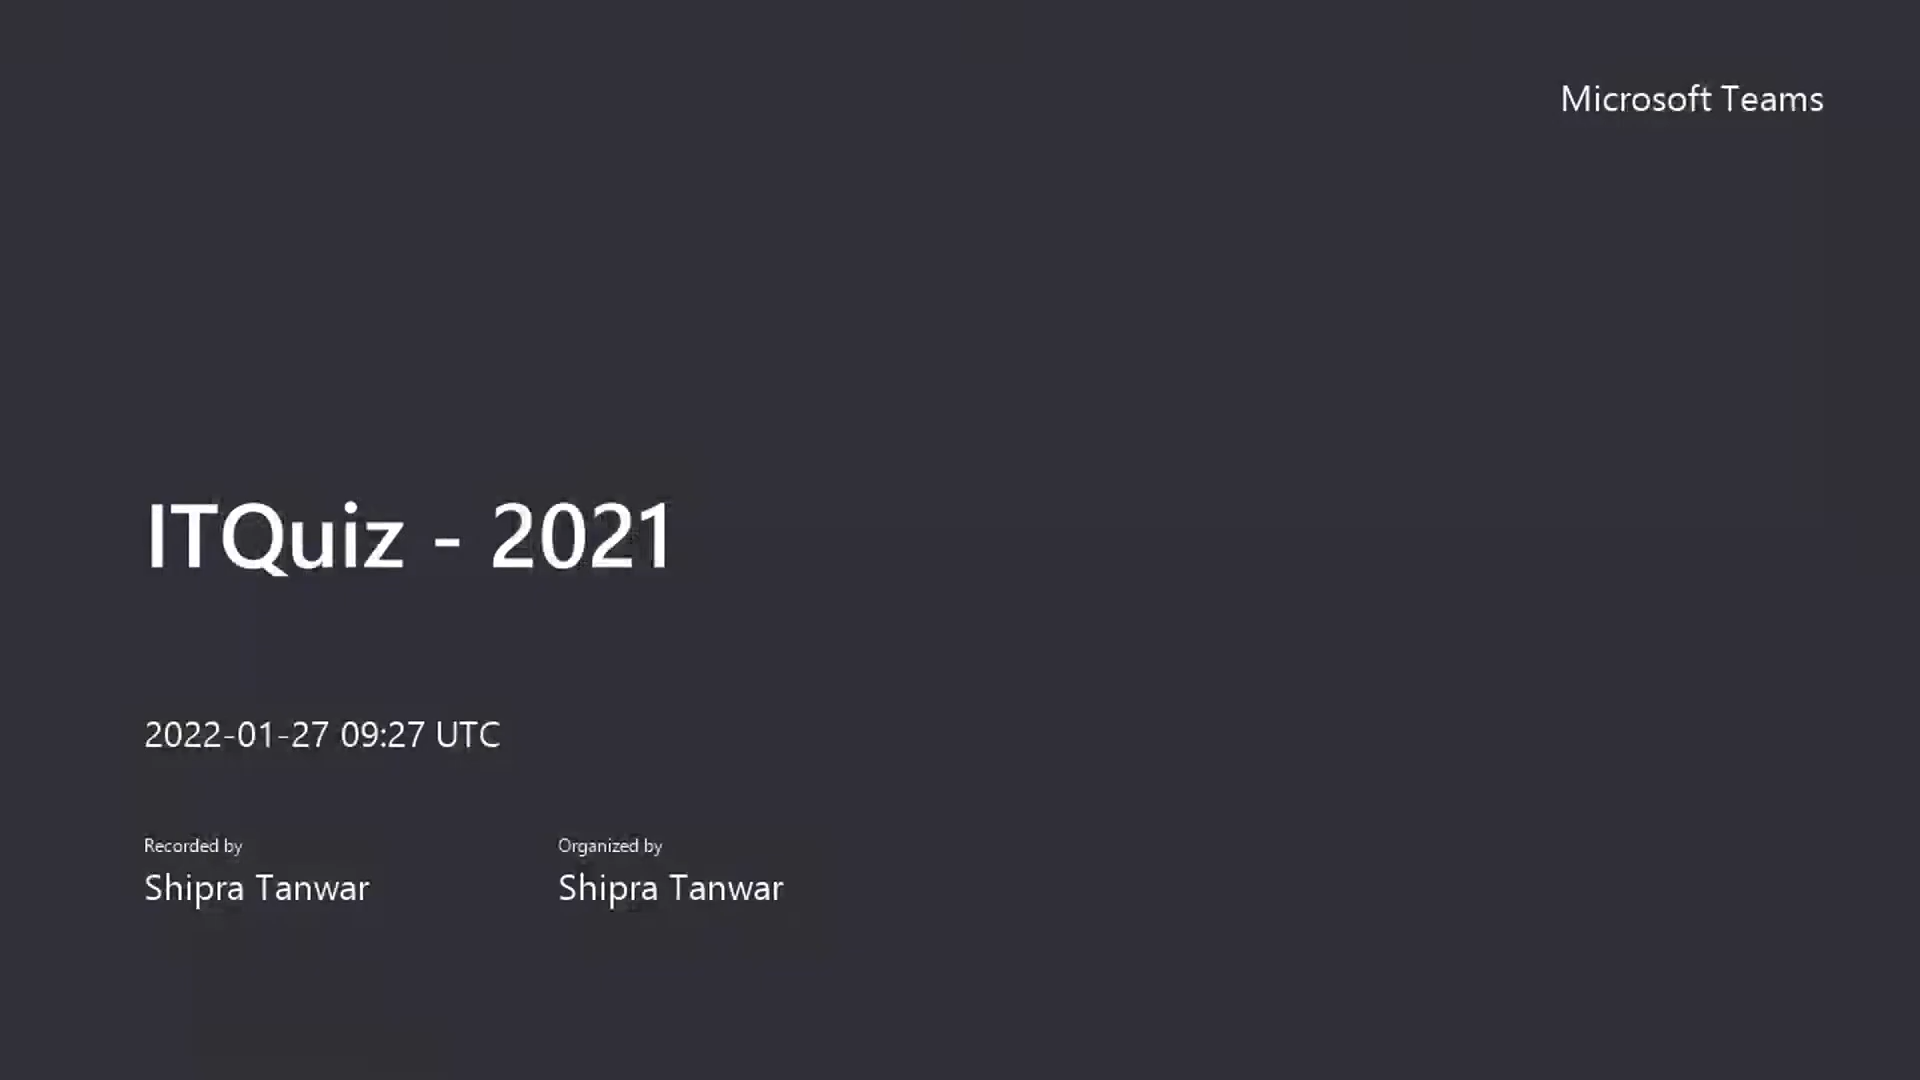 Microsoft Teams
ITQuiz - 2021
2022-01-27 09:27 UTC
Recorded by
Shipra Tanwar
Organized by
Shipra Tanwar